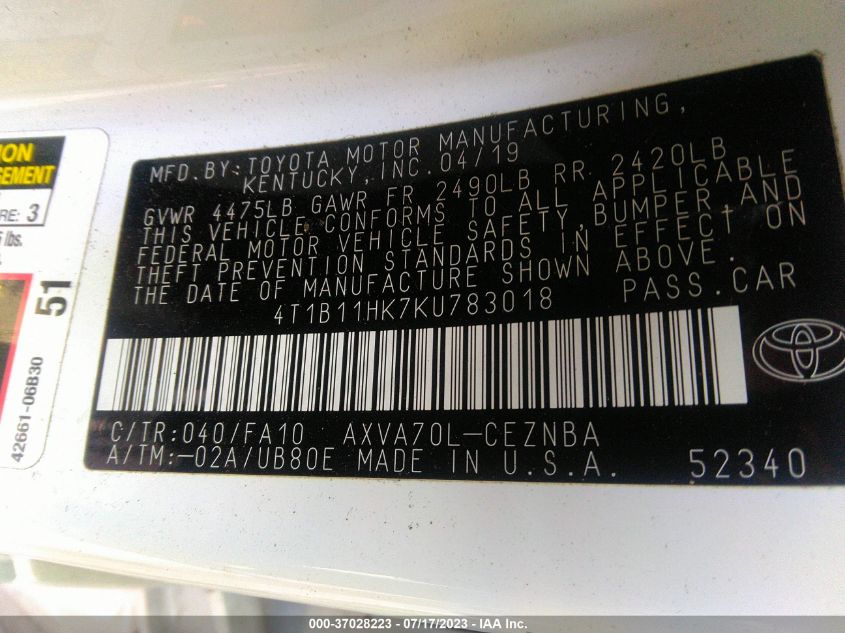 MFD.BY:TOYOTA MOTOR MANUFACTURING,
KENTUCKY, INC. 04/19
GVWR 4475LB GAWR FR 2490LB RR 2420LB
THIS VEHICLE CONFORMS TO ALL APPLICABLE
FEDERAL MOTOR VEHICLE SAFETY, BUMPER, AND
THEFT PREVENTION STANDARDS IN EFFECT ON
THE DATE OF MANUFACTURE SHOWN ABOVE.
4T1B11HK7KU783018 PASS.CAR
C/TR:040/FA10 AXVA70L-CEZNBA
A/TM:-02A/UB80E MADE IN U.S.A. 52340
RE: 3
lbs.
51
42661-06B30
000-37028223 - 07/17/2023 - IAA Inc.